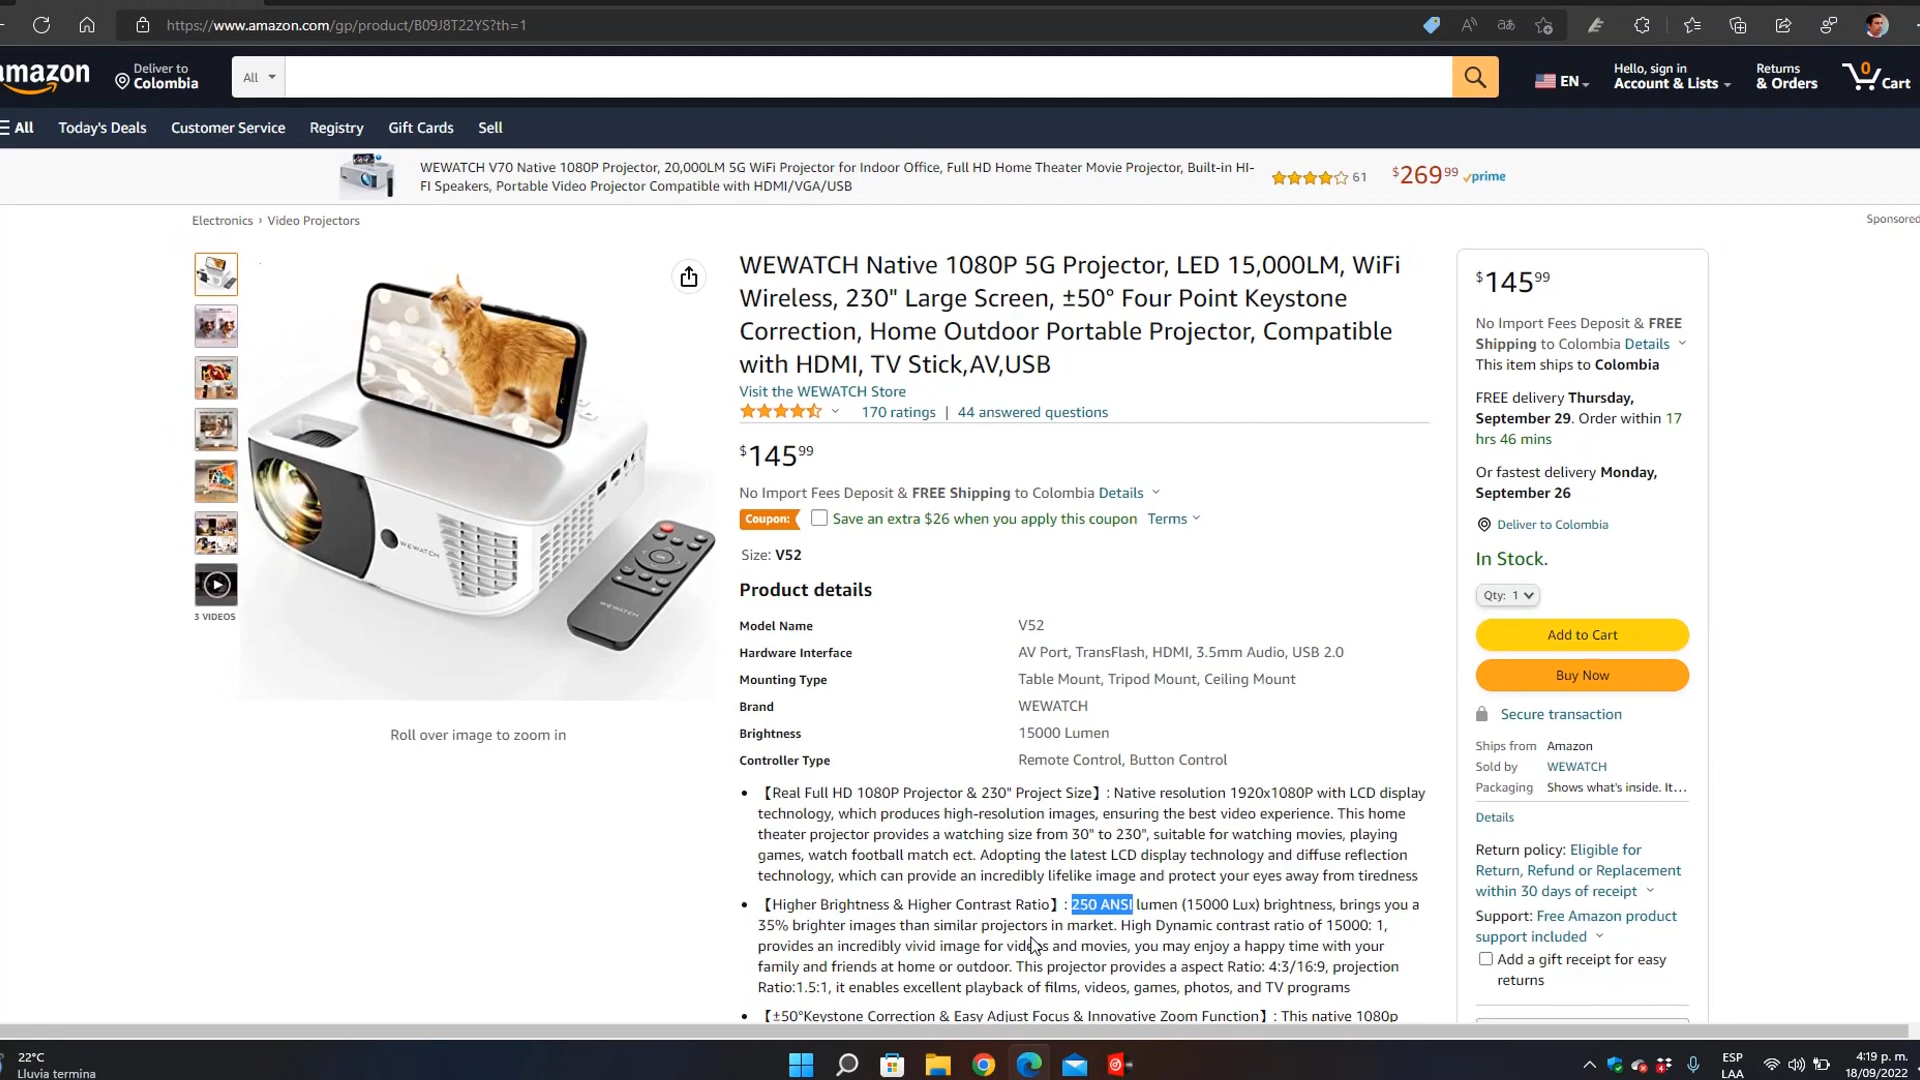 https://www.amazon.com/gp/product/B09J8T22YS?th=1
amazon
Deliver to
Colombia
All
EN
Hello, sign in
Account & Lists
Returns
& Orders
0
Cart
All
Today's Deals
Customer Service
Registry
Gift Cards
Sell
WEWATCH V70 Native 1080P Projector, 20,000LM 5G WiFi Projector for Indoor Office, Full HD Home Theater Movie Projector, Built-in HI-
FI Speakers, Portable Video Projector Compatible with HDMI/VGA/USB
61
$269 99
prime
Electronics › Video Projectors
Sponsored
WEWATCH Native 1080P 5G Projector, LED 15,000LM, WiFi
Wireless, 230" Large Screen, ±50° Four Point Keystone
Correction, Home Outdoor Portable Projector, Compatible
with HDMI, TV Stick,AV,USB
Visit the WEWATCH Store
170 ratings | 44 answered questions
$145 99
No Import Fees Deposit & FREE Shipping to Colombia Details
Coupon: Save an extra $26 when you apply this coupon Terms
Size: V52
Product details
Model Name V52
Hardware Interface AV Port, TransFlash, HDMI, 3.5mm Audio, USB 2.0
Mounting Type Table Mount, Tripod Mount, Ceiling Mount
Brand WEWATCH
Brightness 15000 Lumen
Controller Type Remote Control, Button Control
• 【Real Full HD 1080P Projector & 230" Project Size】: Native resolution 1920x1080P with LCD display
technology, which produces high-resolution images, ensuring the best video experience. This home
theater projector provides a watching size from 30" to 230", suitable for watching movies, playing
games, watch football match ect. Adopting the latest LCD display technology and diffuse reflection
technology, which can provide an incredibly lifelike image and protect your eyes away from tiredness
• 【Higher Brightness & Higher Contrast Ratio】: 250 ANSI lumen (15000 Lux) brightness, brings you a
35% brighter images than similar projectors in market. High Dynamic contrast ratio of 15000: 1,
provides an incredibly vivid image for videos and movies, you may enjoy a happy time with your
family and friends at home or outdoor. This projector provides a aspect Ratio: 4:3/16:9, projection
Ratio:1.5:1, it enables excellent playback of films, videos, games, photos, and TV programs
• 【±50°Keystone Correction & Easy Adjust Focus & Innovative Zoom Function】: This native 1080p
WEWATCH
WEWATCH
3 VIDEOS
Roll over image to zoom in
$145 99
No Import Fees Deposit & FREE
Shipping to Colombia Details
This item ships to Colombia
FREE delivery Thursday,
September 29. Order within 17
hrs 46 mins
Or fastest delivery Monday,
September 26
Deliver to Colombia
In Stock.
Qty: 1
Add to Cart
Buy Now
Secure transaction
Ships from Amazon
Sold by WEWATCH
Packaging Shows what's inside. It…
Details
Return policy: Eligible for
Return, Refund or Replacement
within 30 days of receipt
Support: Free Amazon product
support included
Add a gift receipt for easy
returns
22°C
Lluvia termina
ESP
LAA
4:19 p. m.
18/09/2022